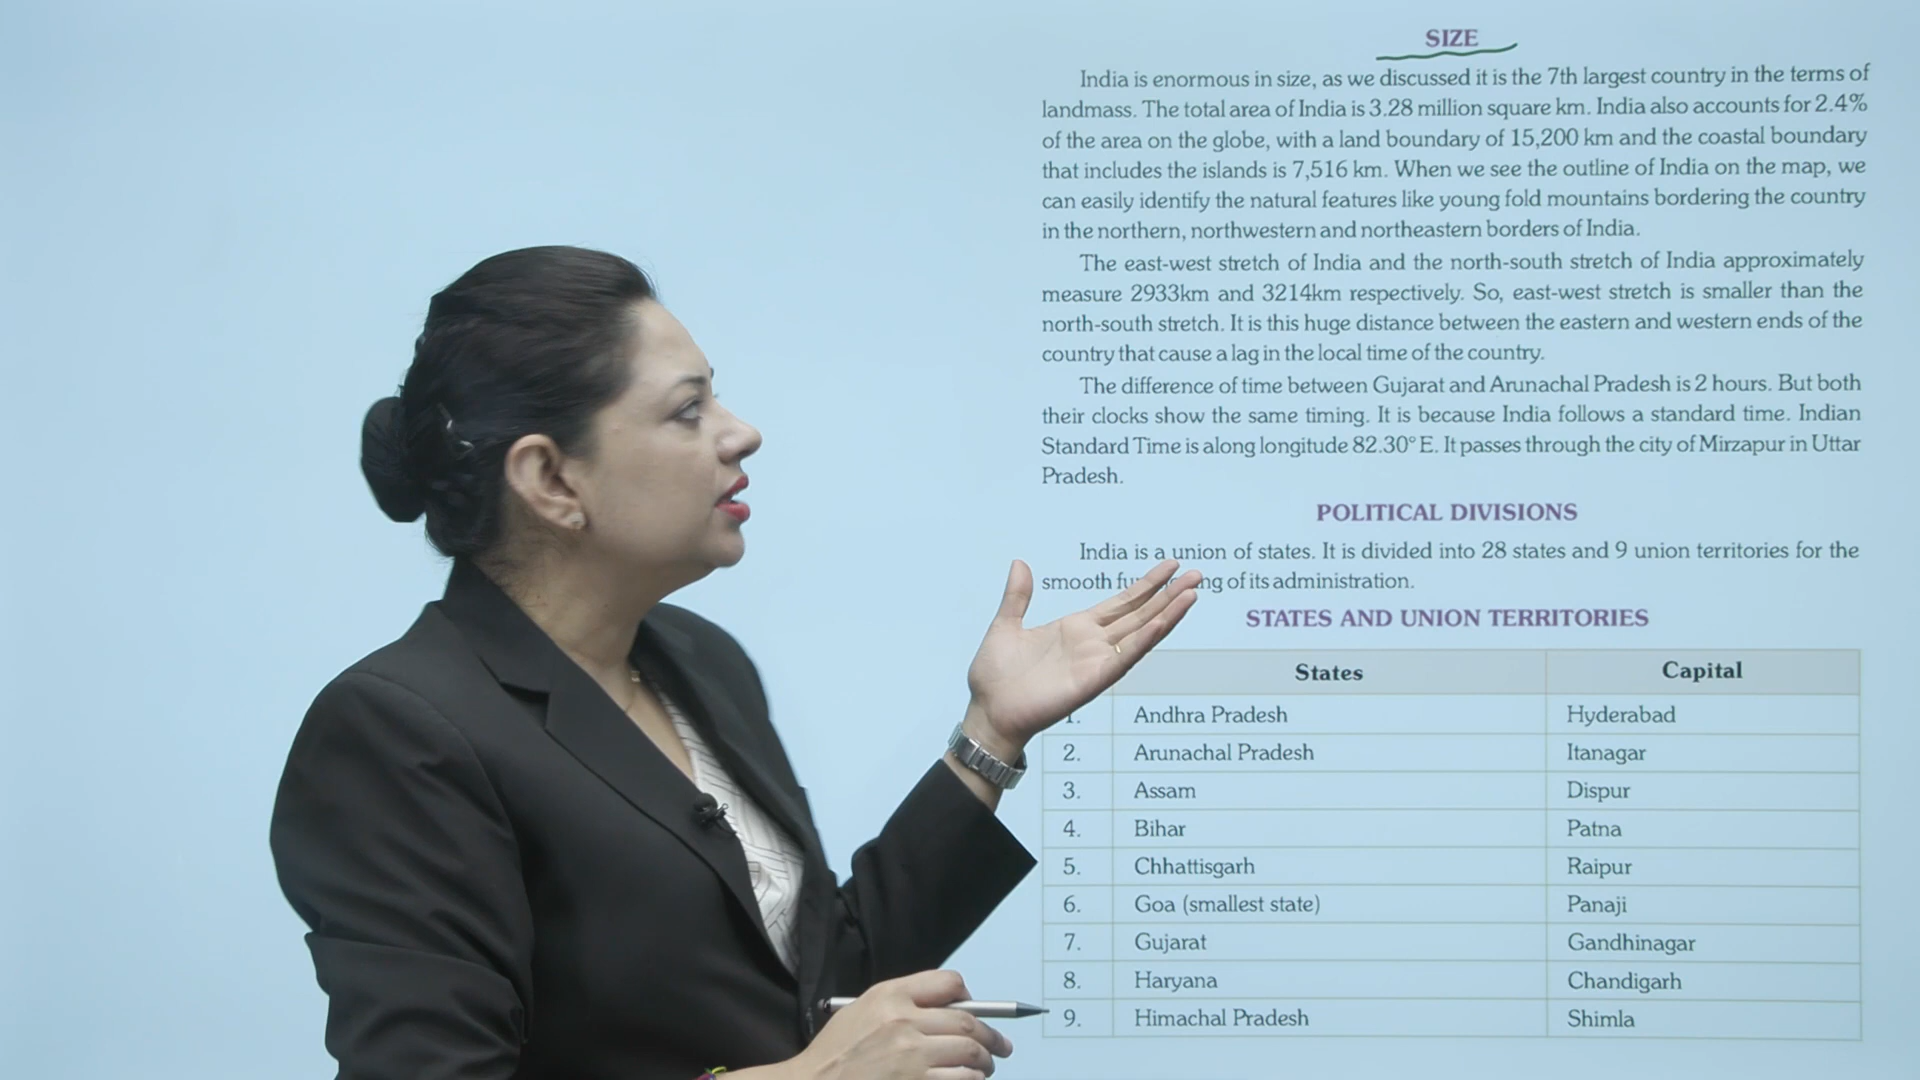 SIZE
India is enormous in size, as we discussed it is the 7th largest country in the terms of
landmass. The total area of India is 3.28 million square km. India also accounts for 2.4%
of the area on the globe, with a land boundary of 15,200 km and the coastal boundary
that includes the islands is 7,516 km. When we see the outline of India on the map, we
can easily identify the natural features like young fold mountains bordering the country
in the northern, northwestern and northeastern borders of India.
The east-west stretch of India and the north-south stretch of India approximately
measure 2933km and 3214km respectively. So, east-west stretch is smaller than the
north-south stretch. It is this huge distance between the eastern and western ends of the
country that cause a lag in the local time of the country.
The difference of time between Gujarat and Arunachal Pradesh is 2 hours. But both
their clocks show the same timing. It is because India follows a standard time. Indian
Standard Time is along longitude 82.30° E. It passes through the city of Mirzapur in Uttar
Pradesh.
POLITICAL DIVISIONS
India is a union of states. It is divided into 28 states and 9 union territories for the
smooth of its administration.
STATES AND UNION TERRITORIES
States Capital
1. Andhra Pradesh Hyderabad
2. Arunachal Pradesh Itanagar
3. Assam Dispur
4. Bihar Patna
5. Chhattisgarh Raipur
6. Goa (smallest state) Panaji
7. Gujarat Gandhinagar
8. Haryana Chandigarh
9. Himachal Pradesh Shimla